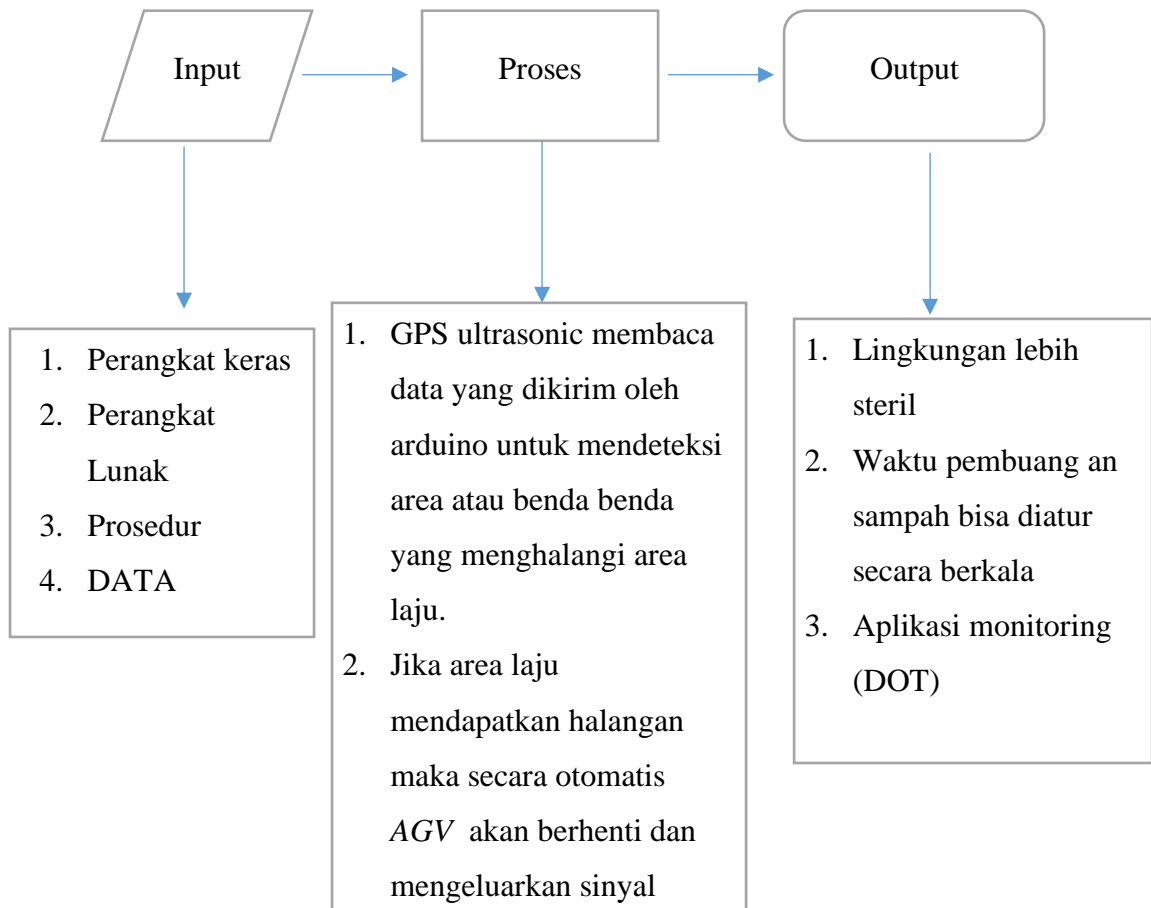 Input
Proses
Output
1. Perangkat keras
2. Perangkat
Lunak
3. Prosedur
4. DATA
1. GPS ultrasonic membaca
data yang dikirim oleh
arduino untuk mendeteksi
area atau benda benda
yang menghalangi area
laju.
2. Jika area laju
mendapatkan halangan
maka secara otomatis
AGV akan berhenti dan
mengeluarkan sinyal
1. Lingkungan lebih
steril
2. Waktu pembuang an
sampah bisa diatur
secara berkala
3. Aplikasi monitoring
(DOT)